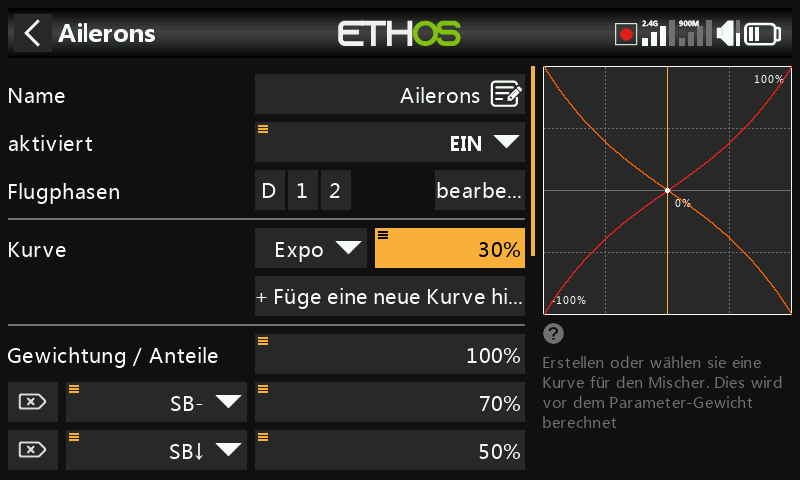 Ailerons
ETHOS
2.4G
900M
Name
Ailerons
aktiviert
EIN
Flugphasen
D 1 2
bearbe...
Kurve
Expo
30%
+ Füge eine neue Kurve hi...
Gewichtung / Anteile
100%
SB-
70%
SB↓
50%
100%
0%
-100%
?
Erstellen oder wählen sie eine
Kurve für den Mischer. Dies wird
vor dem Parameter-Gewicht
berechnet